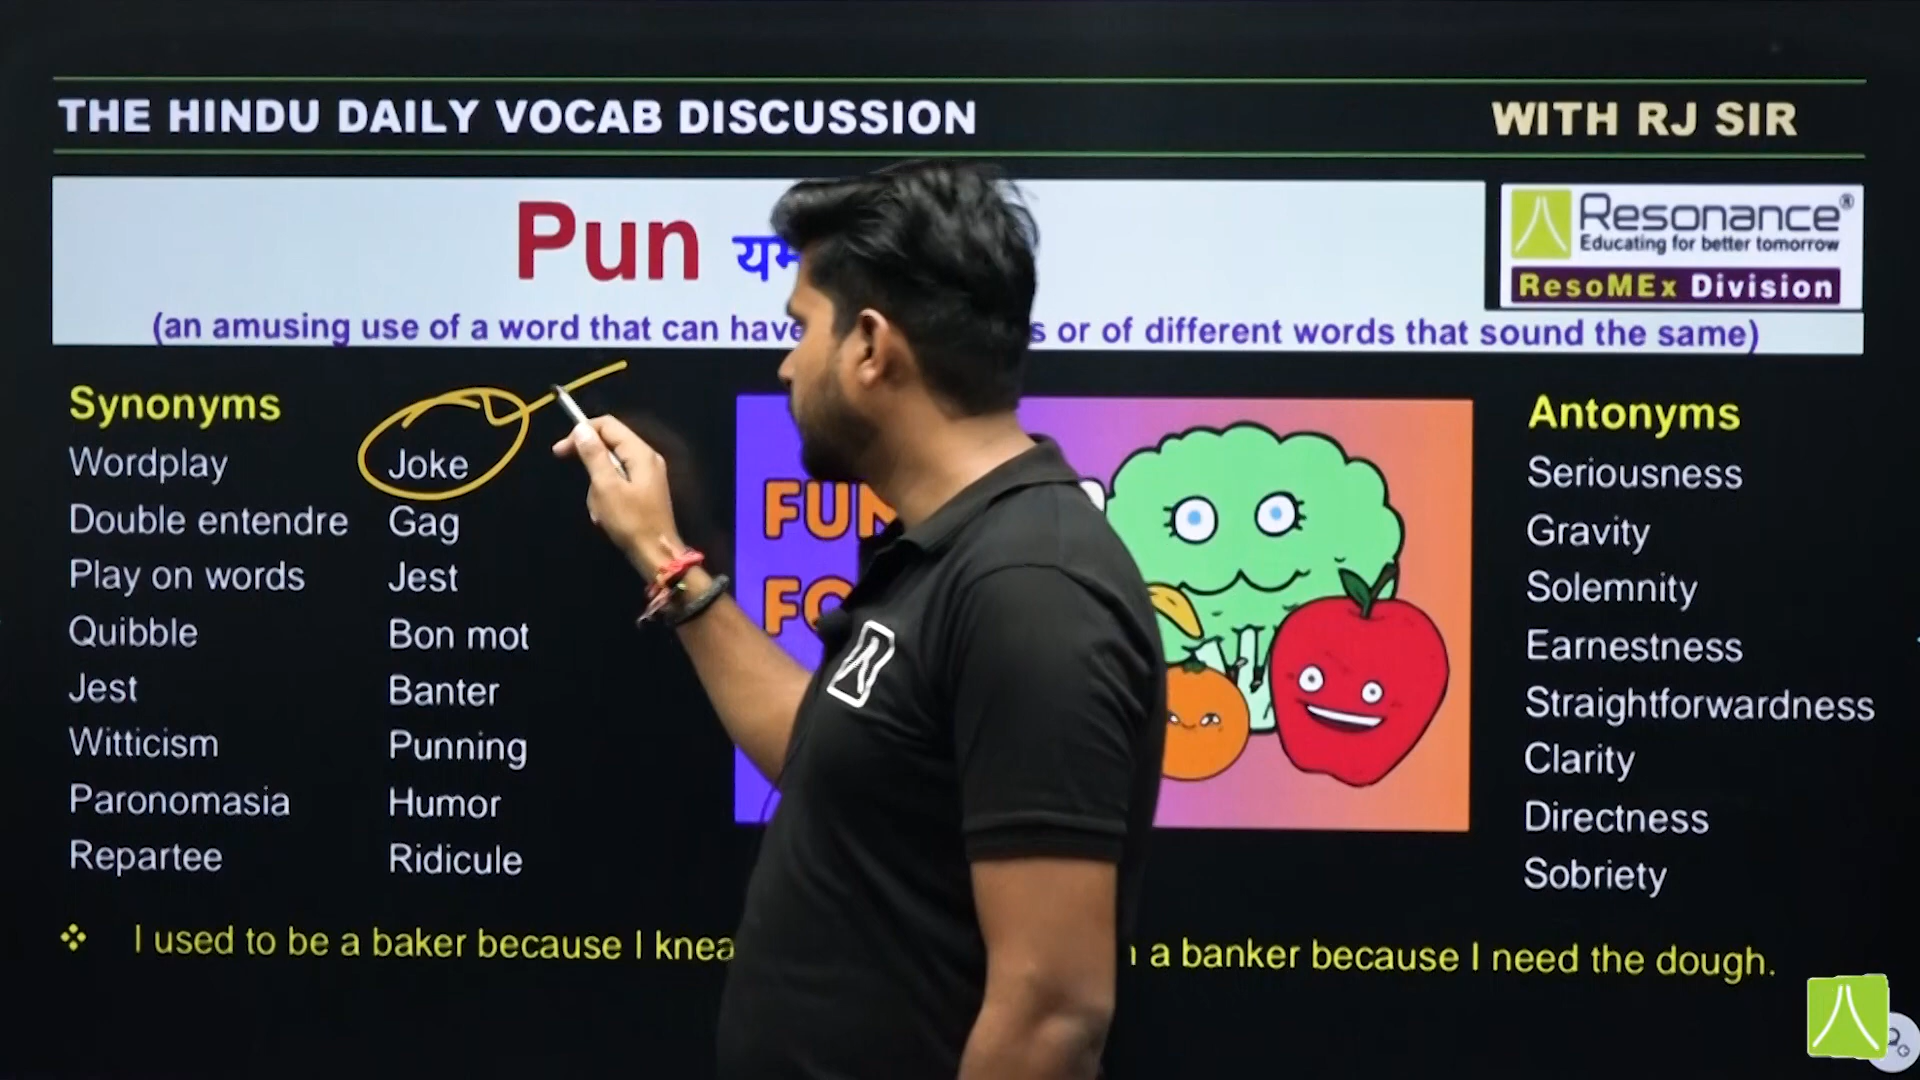 THE HINDU DAILY VOCAB DISCUSSION
WITH RJ SIR
Pun
Resonance®
Educating for better tomorrow
ResoMEx Division
(an amusing use of a word that can have s or of different words that sound the same)
Synonyms
Wordplay
Double entendre
Play on words
Quibble
Jest
Witticism
Paronomasia
Repartee
Joke
Gag
Jest
Bon mot
Banter
Punning
Humor
Ridicule
Antonyms
Seriousness
Gravity
Solemnity
Earnestness
Straightforwardness
Clarity
Directness
Sobriety
I used to be a baker because I knea a banker because I need the dough.